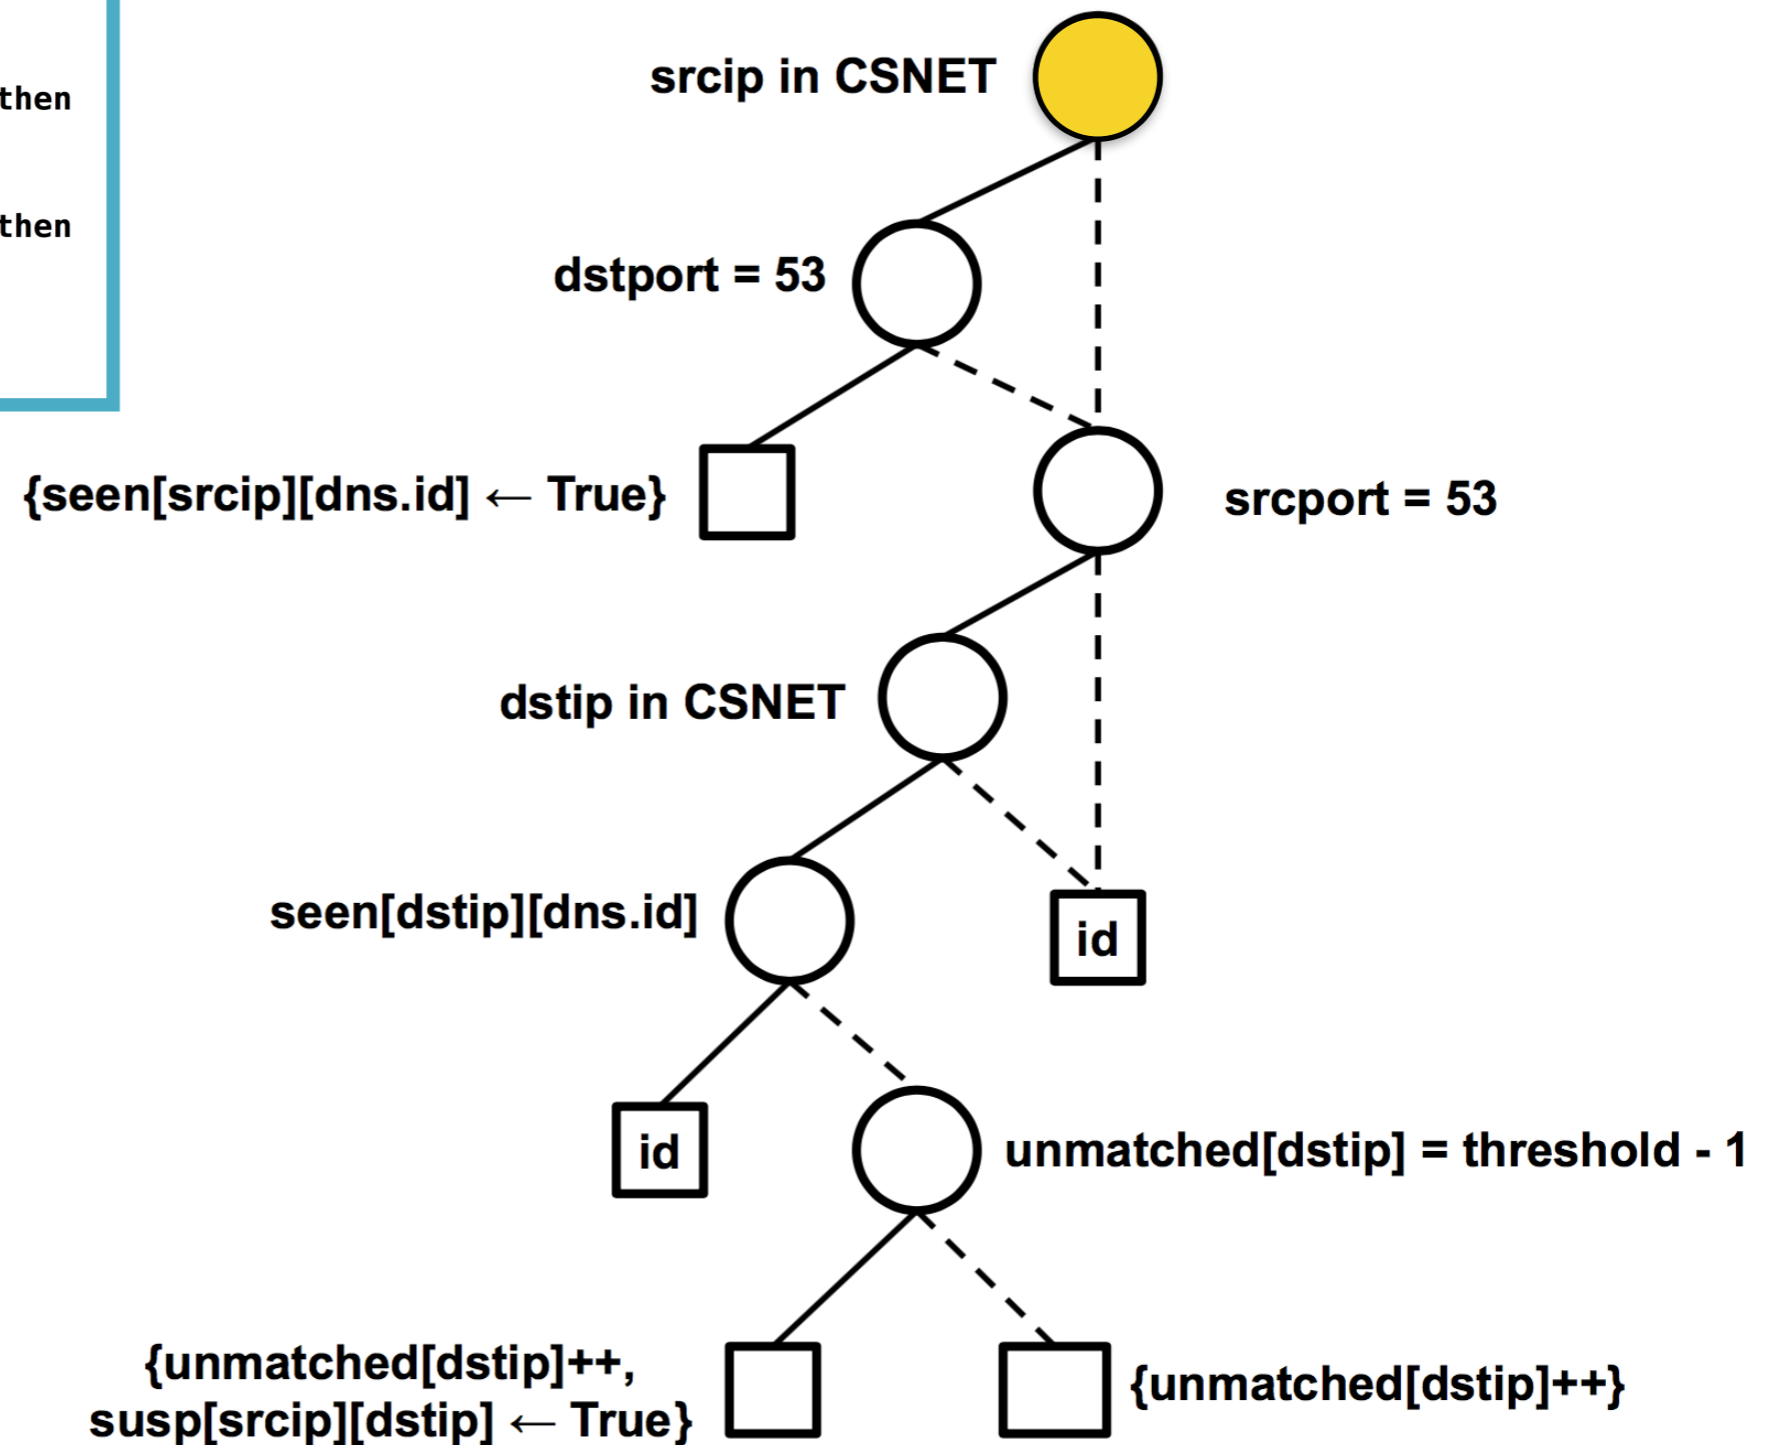 srcip in CSNET
then
then
dstport = 53
{seen[srcip][dns.id] ← True}
srcport = 53
dstip in CSNET
seen[dstip][dns.id]
id
id
unmatched[dstip] = threshold - 1
{unmatched[dstip]++,
susp[srcip][dstip] ← True}
{unmatched[dstip]++}